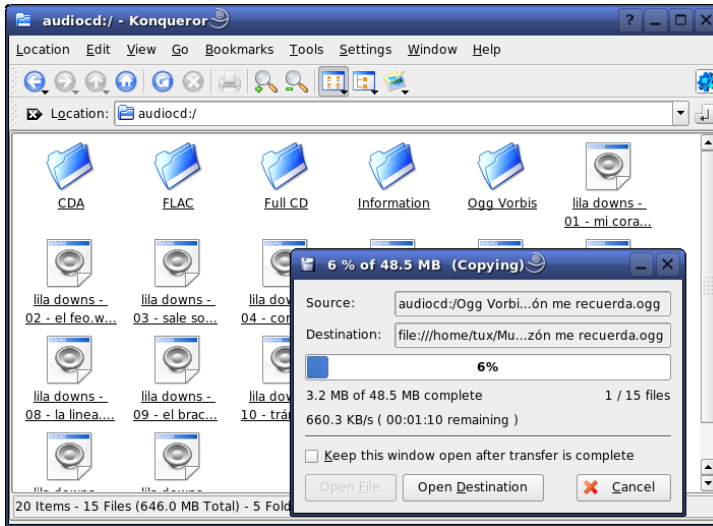 audiocd:/ - Konqueror
Location Edit View Go Bookmarks Tools Settings Window Help
Location: audiocd:/
CDA
FLAC
Full CD
Information
Ogg Vorbis
lila downs -
01 - mi cora...
lila downs -
02 - el feo.w...
lila downs -
03 - sale so...
lila dow
04 - cor
lila downs -
08 - la linea....
lila downs -
09 - el brac...
lila dow
10 - trá
20 Items - 15 Files (646.0 MB Total) - 5 Fold
6 % of 48.5 MB (Copying)
Source: audiocd:/Ogg Vorbi...ón me recuerda.ogg
Destination: file:///home/tux/Mu...zón me recuerda.ogg
6%
3.2 MB of 48.5 MB complete 1 / 15 files
660.3 KB/s ( 00:01:10 remaining )
Keep this window open after transfer is complete
Open File Open Destination Cancel